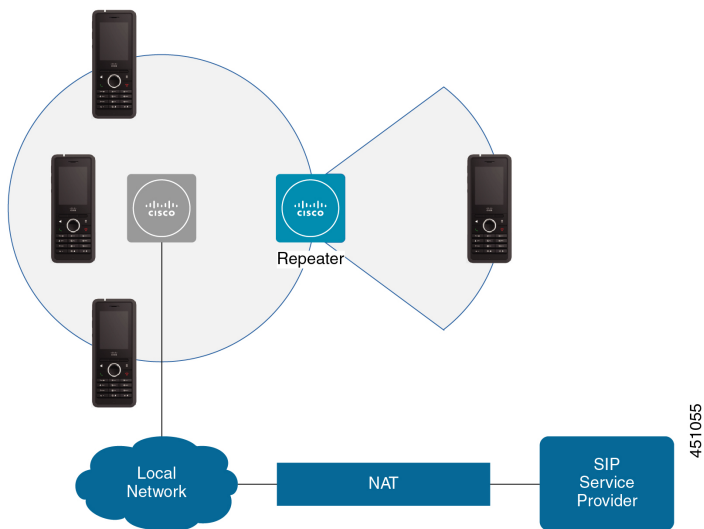 CISCO
CISCO
Repeater
451055
Local
Network
NAT
SIP
Service
Provider